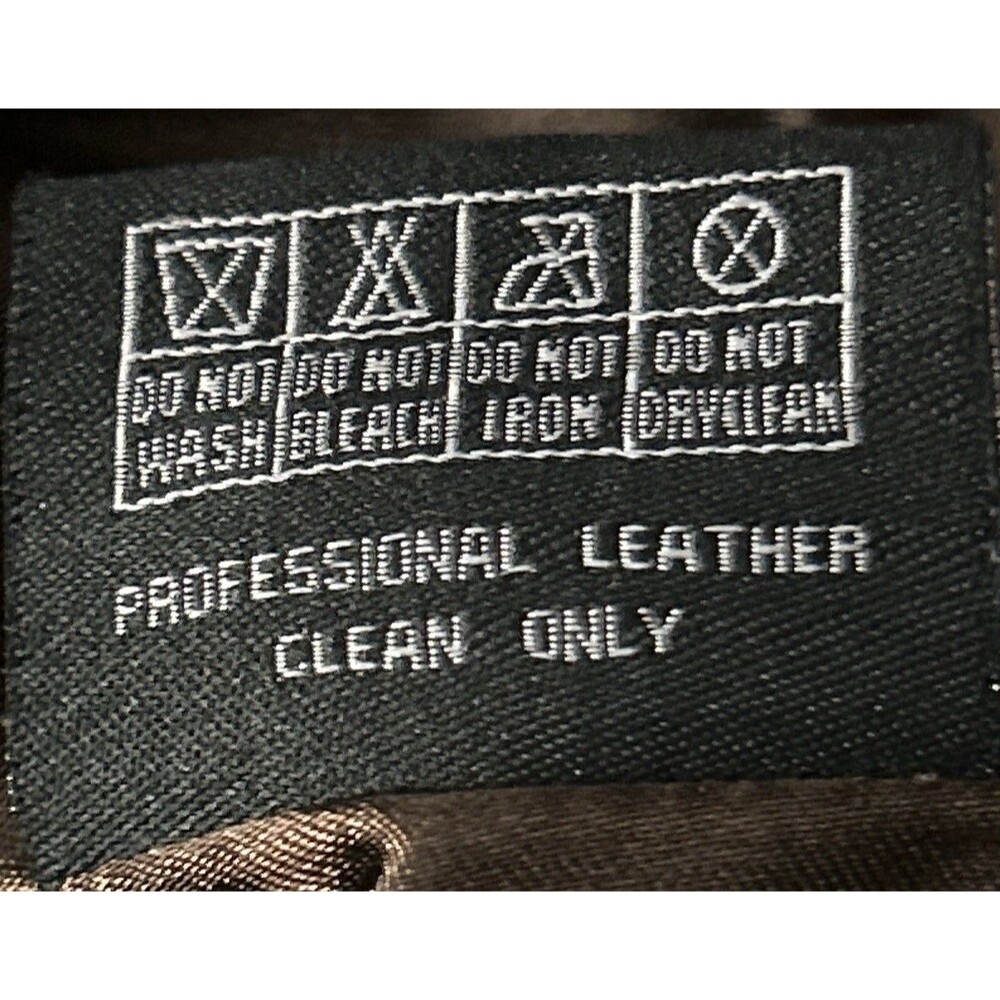 DO NOT WASH
DO NOT BLEACH
DO NOT IRON
DO NOT DRYCLEAN
PROFESSIONAL LEATHER
CLEAN ONLY